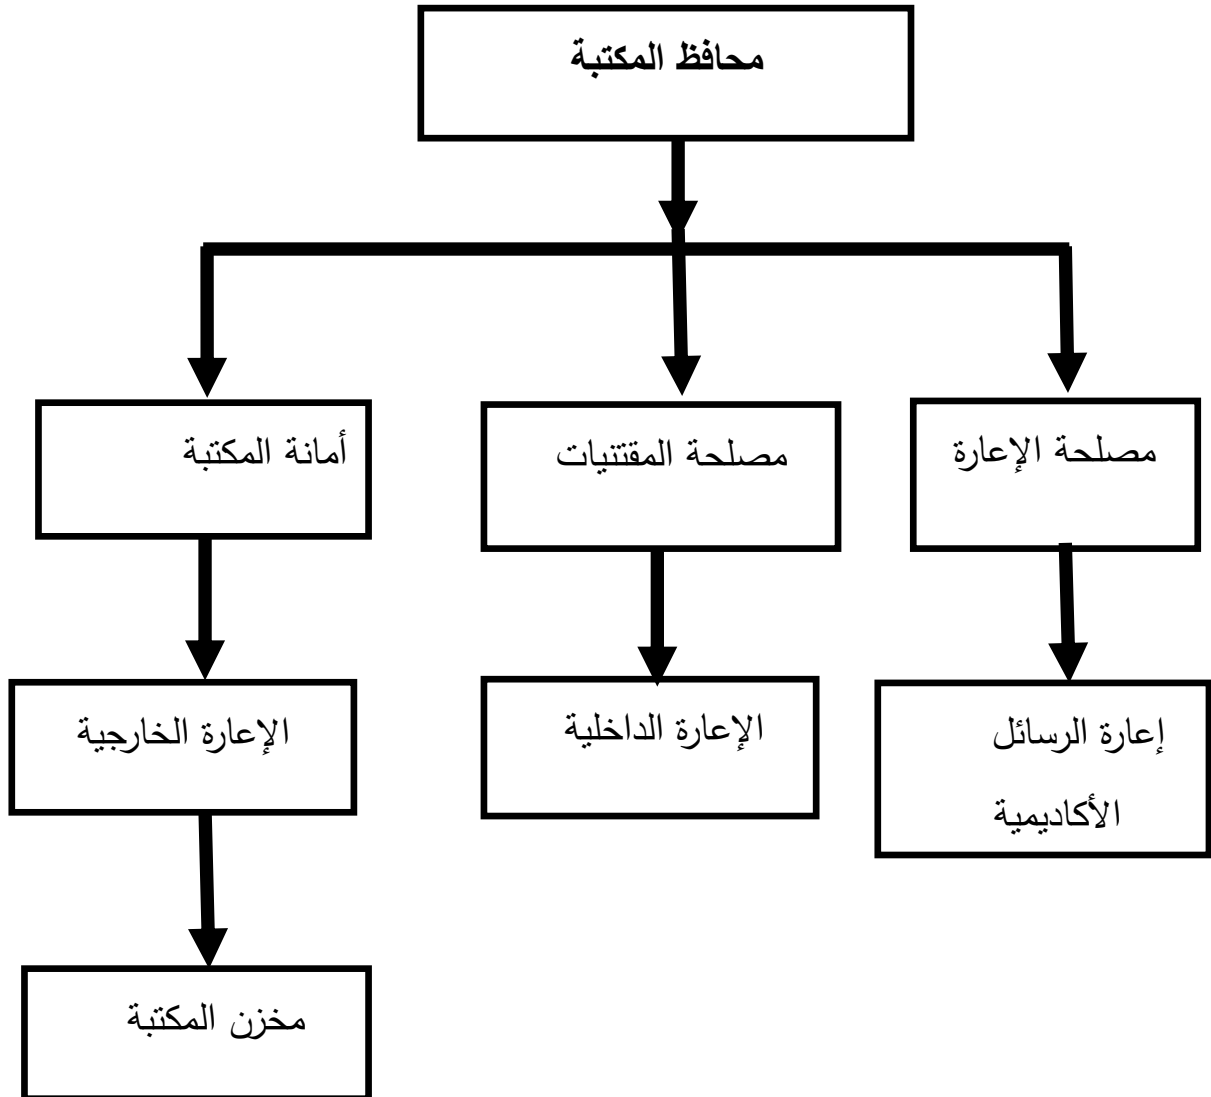 محافظ المكتبة
مصلحة الإعارة
مصلحة المقتنيات
أمانة المكتبة
إعارة الرسائل
الأكاديمية
الإعارة الداخلية
الإعارة الخارجية
مخزن المكتبة